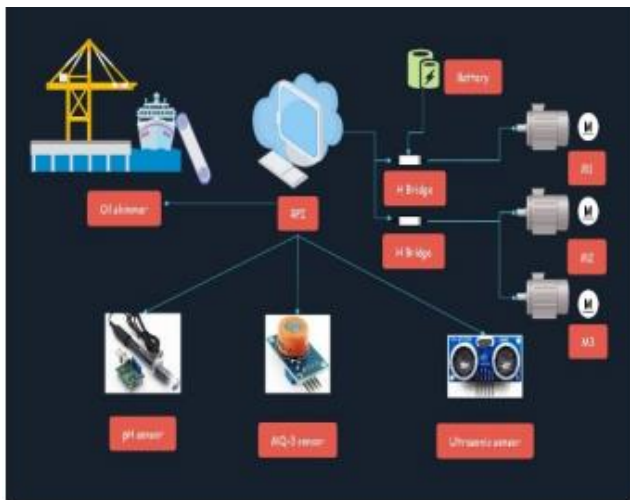 Battery
M1
H Bridge
Oil skimmer
RPI
M2
H Bridge
M3
pH sensor
MQ-3 sensor
Ultrasonic sensor